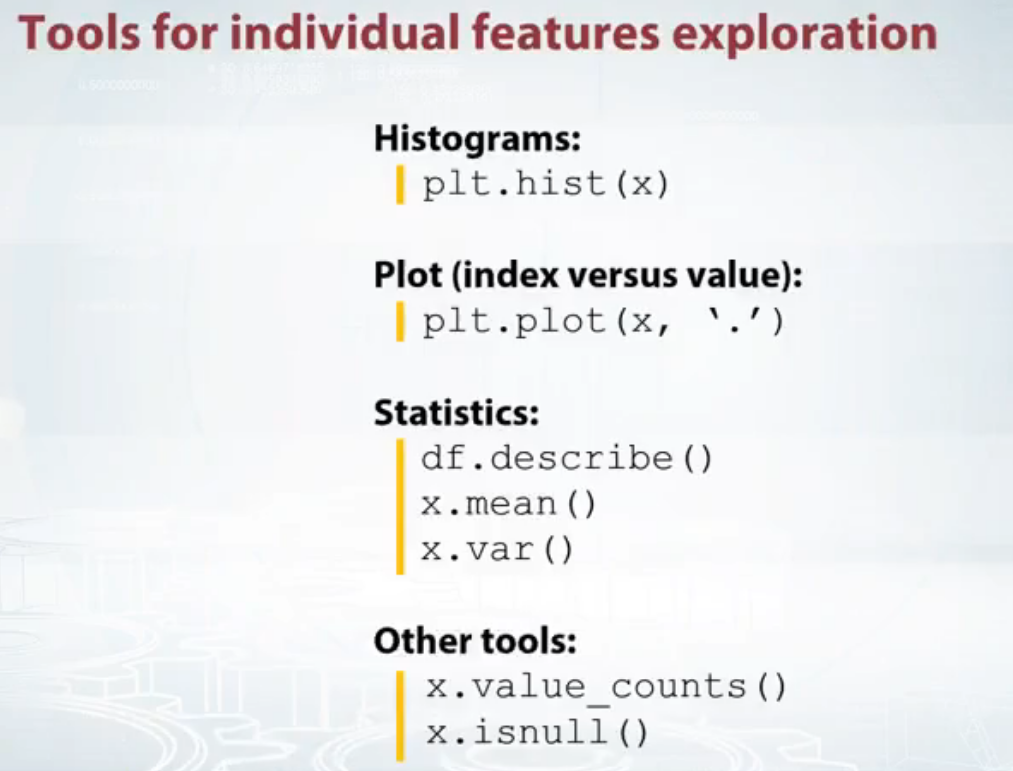 Tools for individual features exploration
Histograms:
plt.hist(x)
Plot (index versus value):
plt.plot(x, ‵.′)
Statistics:
df.describe()
x.mean()
x.var()
Other tools:
x.value_counts()
x.isnull()